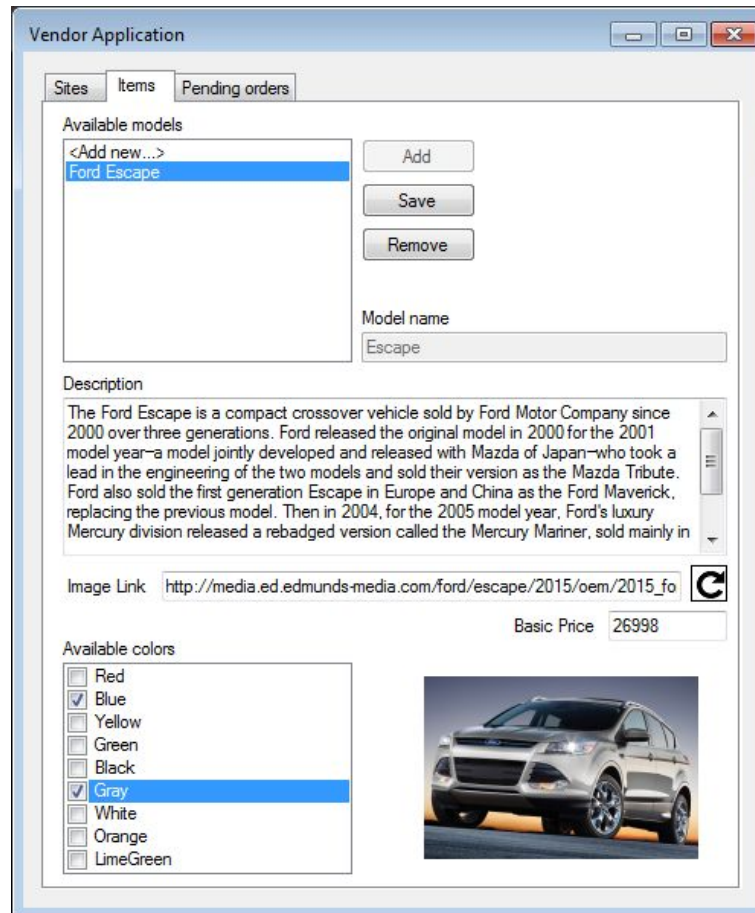 Vendor Application
Sites Items Pending orders
Available models
<Add new...>
Ford Escape
Add
Save
Remove
Model name
Escape
Description
The Ford Escape is a compact crossover vehicle sold by Ford Motor Company since
2000 over three generations. Ford released the original model in 2000 for the 2001
model year—a model jointly developed and released with Mazda of Japan—who took a
lead in the engineering of the two models and sold their version as the Mazda Tribute.
Ford also sold the first generation Escape in Europe and China as the Ford Maverick,
replacing the previous model. Then in 2004, for the 2005 model year, Ford's luxury
Mercury division released a rebadged version called the Mercury Mariner, sold mainly in
Image Link http://media.ed.edmunds-media.com/ford/escape/2015/oem/2015_fo
Basic Price 26998
Available colors
Red
Blue
Yellow
Green
Black
Gray
White
Orange
LimeGreen